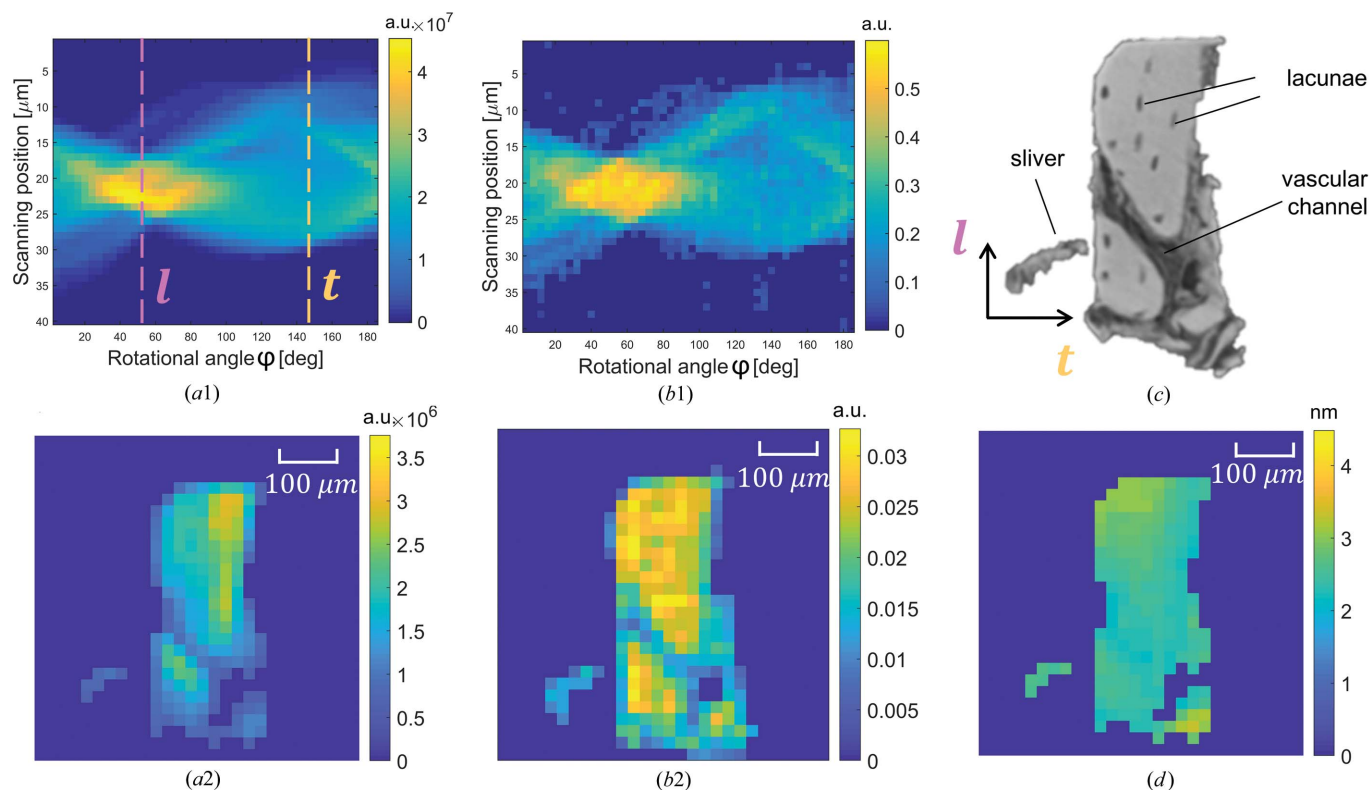 a.u.×10⁷
Scanning position [μm]
5
10
15
20
25
30
35
40
20 40 60 80 100 120 140 160 180
Rotational angle φ [deg]
l
t
4
3
2
1
0
(a1)
a.u.
Scanning position [μm]
5
10
15
20
25
30
35
40
20 40 60 80 100 120 140 160 180
Rotational angle φ [deg]
0.5
0.4
0.3
0.2
0.1
0
(b1)
lacunae
sliver
vascular
channel
l
t
(c)
a.u.×10⁶
100 μm
3.5
3
2.5
2
1.5
1
0.5
0
(a2)
a.u.
100 μm
0.03
0.025
0.02
0.015
0.01
0.005
0
(b2)
nm
100 μm
4
3
2
1
0
(d)